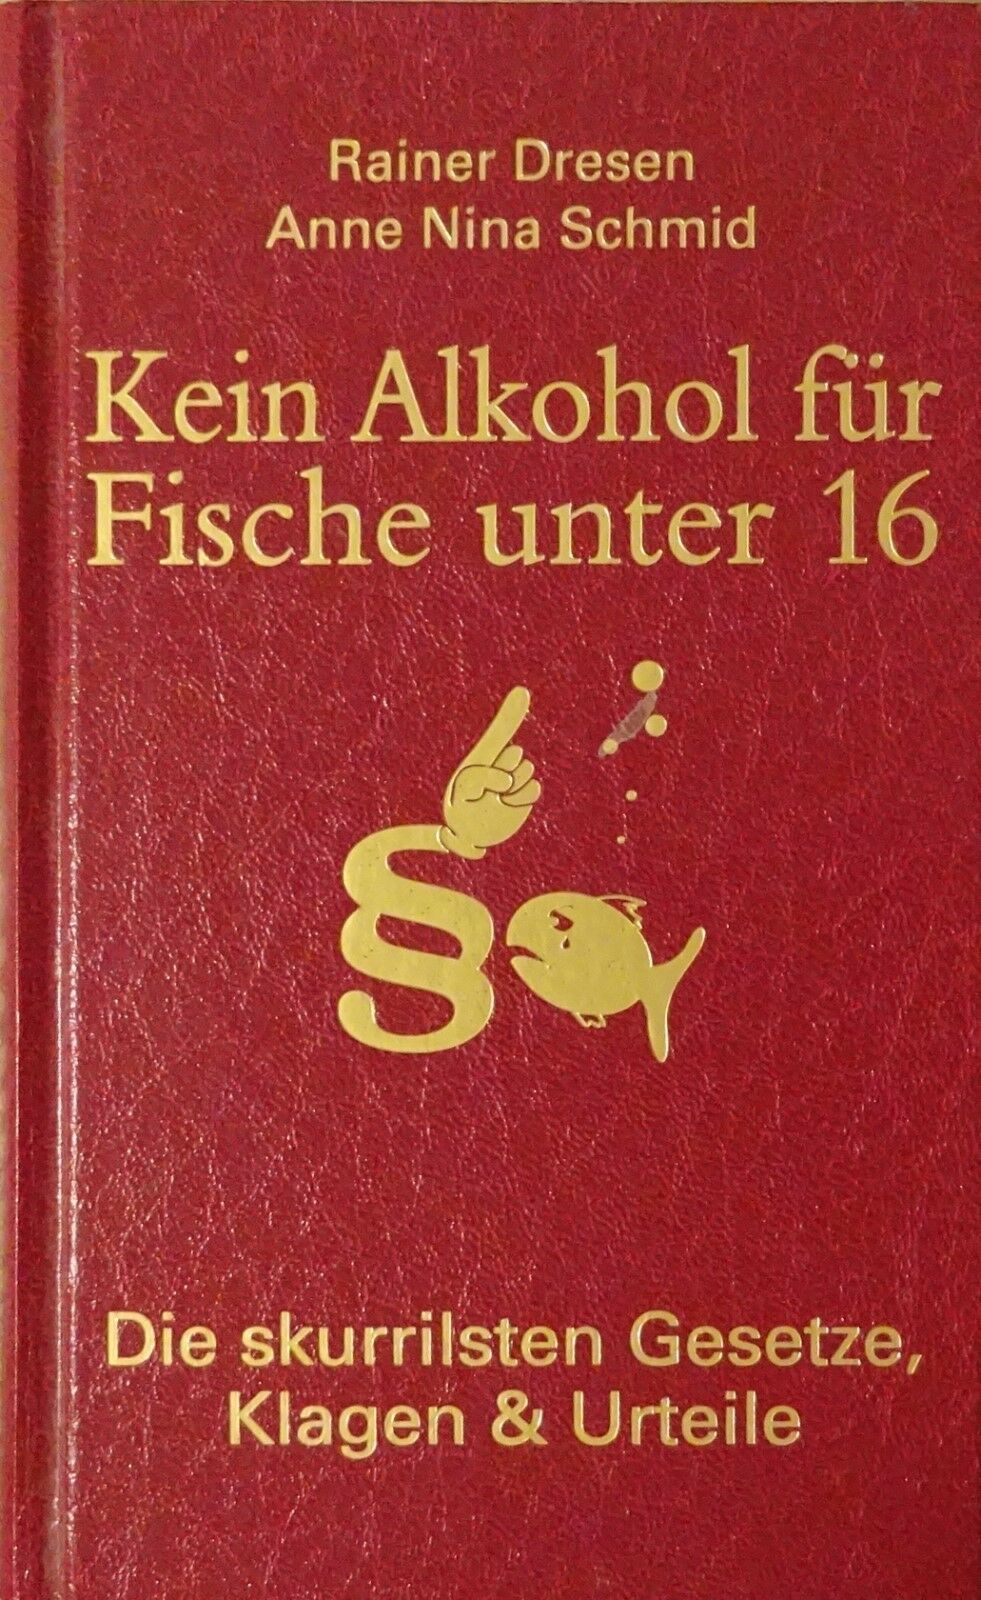 Rainer Dresen
Anne Nina Schmid
Kein Alkohol für
Fische unter 16
§
Die skurrilsten Gesetze,
Klagen & Urteile